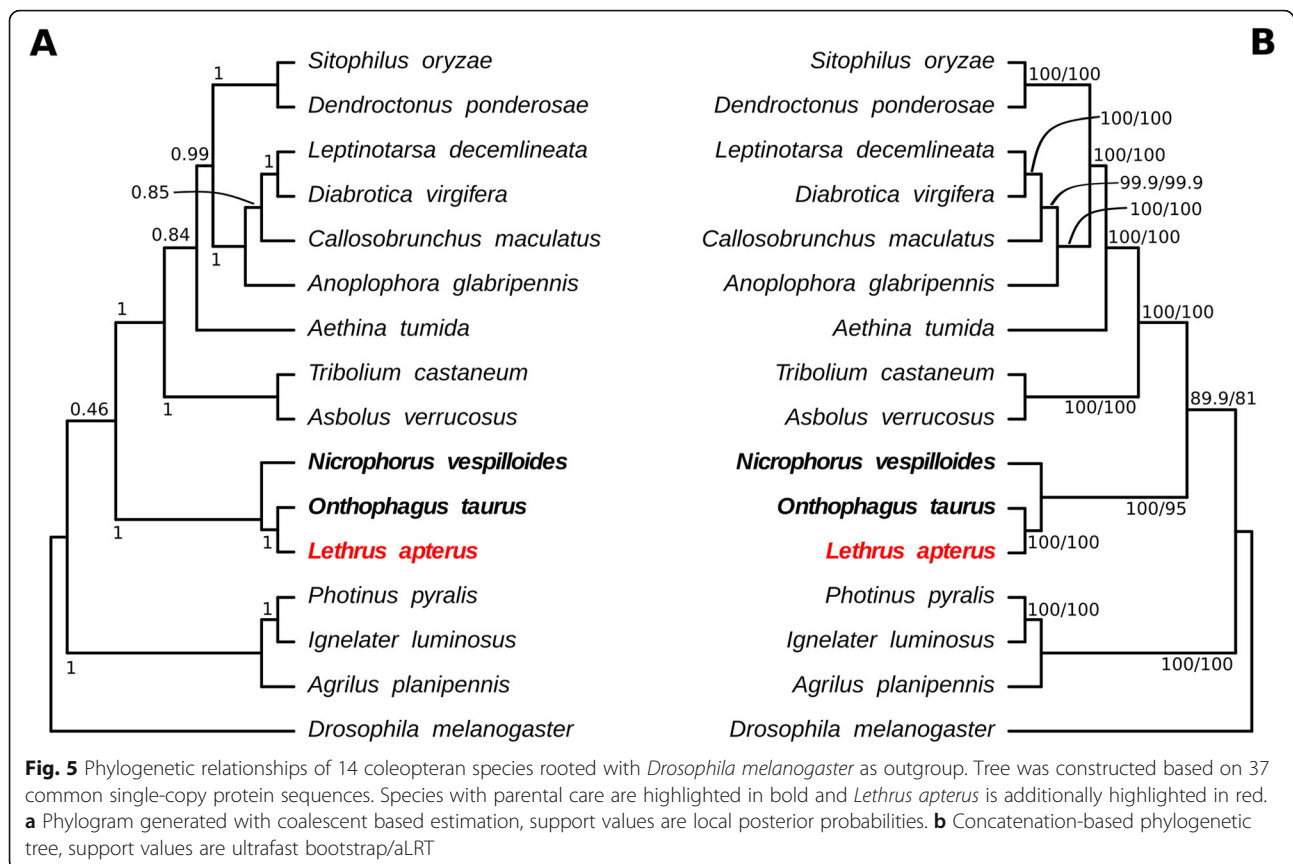 A
B
1
Sitophilus oryzae
Sitophilus oryzae
100/100
Dendroctonus ponderosae
Dendroctonus ponderosae
100/100
0.99
1
Leptinotarsa decemlineata
Leptinotarsa decemlineata
100/100
0.85
Diabrotica virgifera
Diabrotica virgifera
99.9/99.9
100/100
0.84
1
Callosobrunchus maculatus
Callosobrunchus maculatus
100/100
Anoplophora glabripennis
Anoplophora glabripennis
1
Aethina tumida
Aethina tumida
100/100
Tribolium castaneum
Tribolium castaneum
0.46
1
Asbolus verrucosus
Asbolus verrucosus
100/100
89.9/81
Nicrophorus vespilloides
Nicrophorus vespilloides
Onthophagus taurus
Onthophagus taurus
100/95
1
1
Lethrus apterus
Lethrus apterus
100/100
Photinus pyralis
Photinus pyralis
1
100/100
Ignelater luminosus
Ignelater luminosus
1
100/100
Agrilus planipennis
Agrilus planipennis
Drosophila melanogaster
Drosophila melanogaster
Fig. 5 Phylogenetic relationships of 14 coleopteran species rooted with Drosophila melanogaster as outgroup. Tree was constructed based on 37
common single-copy protein sequences. Species with parental care are highlighted in bold and Lethrus apterus is additionally highlighted in red.
a Phylogram generated with coalescent based estimation, support values are local posterior probabilities. b Concatenation-based phylogenetic
tree, support values are ultrafast bootstrap/aLRT